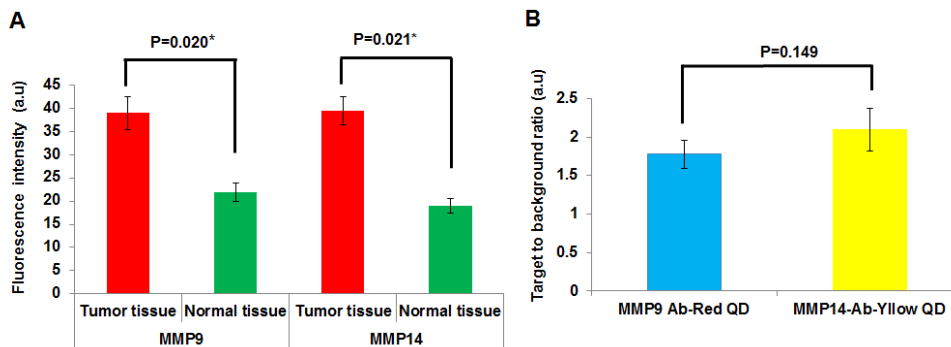 A
P=0.020*
P=0.021*
Fluorescence intensity (a.u)
45
40
35
30
25
20
15
10
5
0
Tumor tissue
Normal tissue
Tumor tissue
Normal tissue
MMP9
MMP14
B
P=0.149
Target to background ratio (a.u)
2.5
2
1.5
1
0.5
0
MMP9 Ab-Red QD
MMP14-Ab-Yllow QD